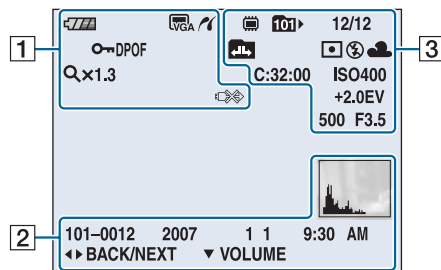 1
VGA
DPOF
×1.3
3
101 12/12
C:32:00 ISO400
+2.0EV
500 F3.5
2
101–0012 2007 1 1 9:30 AM
BACK/NEXT VOLUME